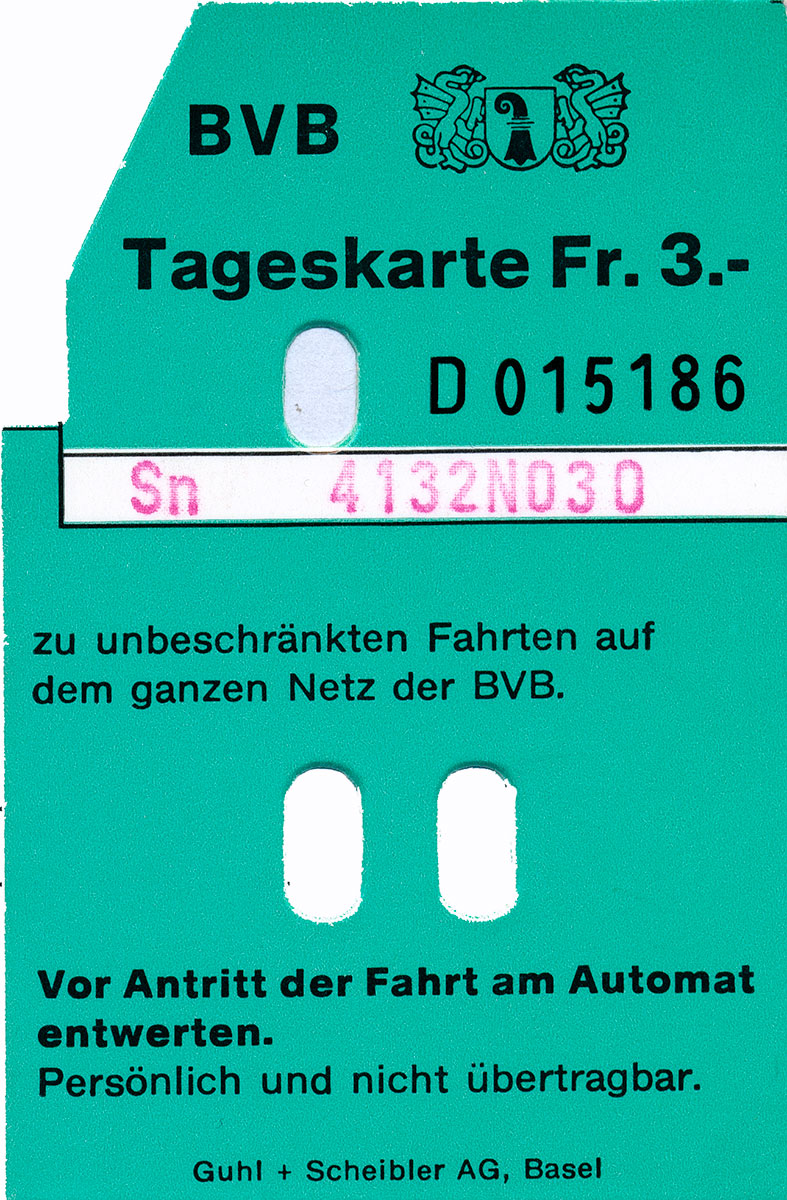 BVB
Tageskarte Fr. 3.-
D 015186
Sn 4132N030
zu unbeschränkten Fahrten auf
dem ganzen Netz der BVB.
Vor Antritt der Fahrt am Automat
entwerten.
Persönlich und nicht übertragbar.
Guhl + Scheibler AG, Basel